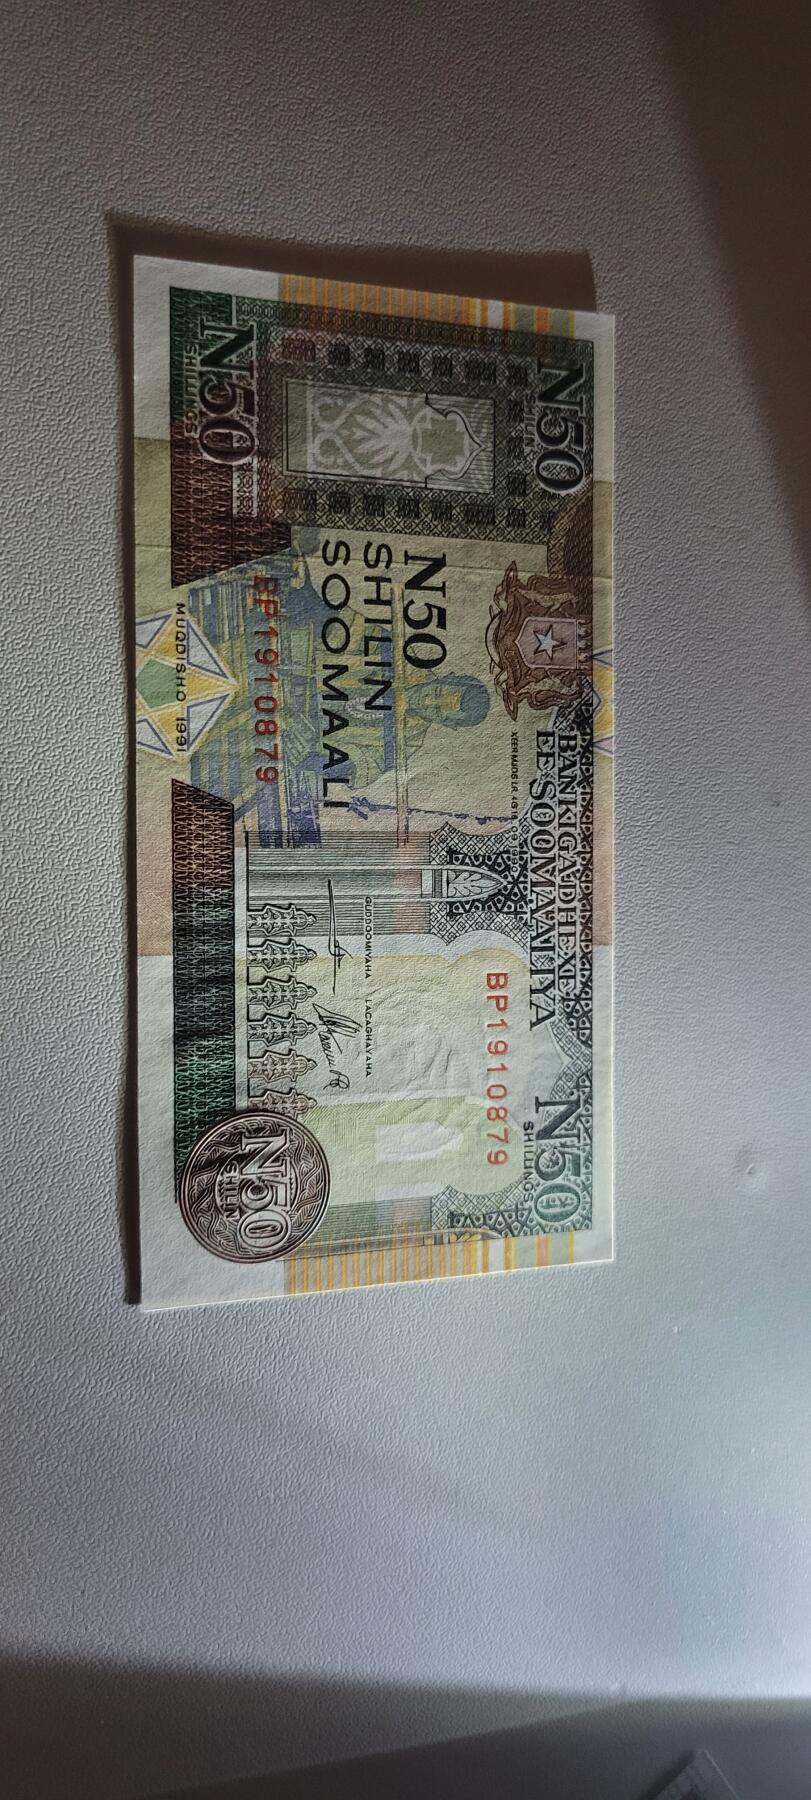 N50
SHILIN
BANKIGA DHEXE
EE SOOMAALIYA
N50
SHILLINGS
BP1910879
N50
SHILIN
SOOMAALI
GUDDOOMIYAHA
LACAGHAYAHA
BP1910879
N50
SHILLINGS
MUQDISHO 1991
N50
SHILIN